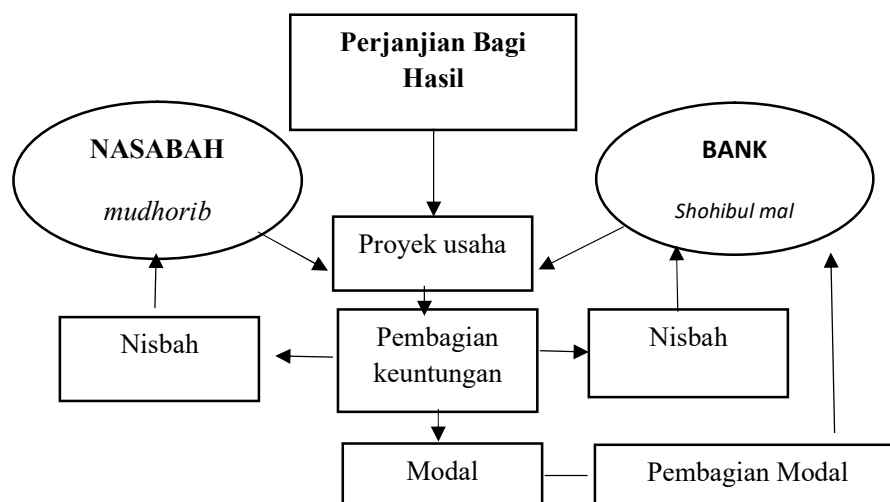 Perjanjian Bagi
Hasil
NASABAH
mudhorib
BANK
Shohibul mal
Proyek usaha
Nisbah
Pembagian
keuntungan
Nisbah
Modal
Pembagian Modal